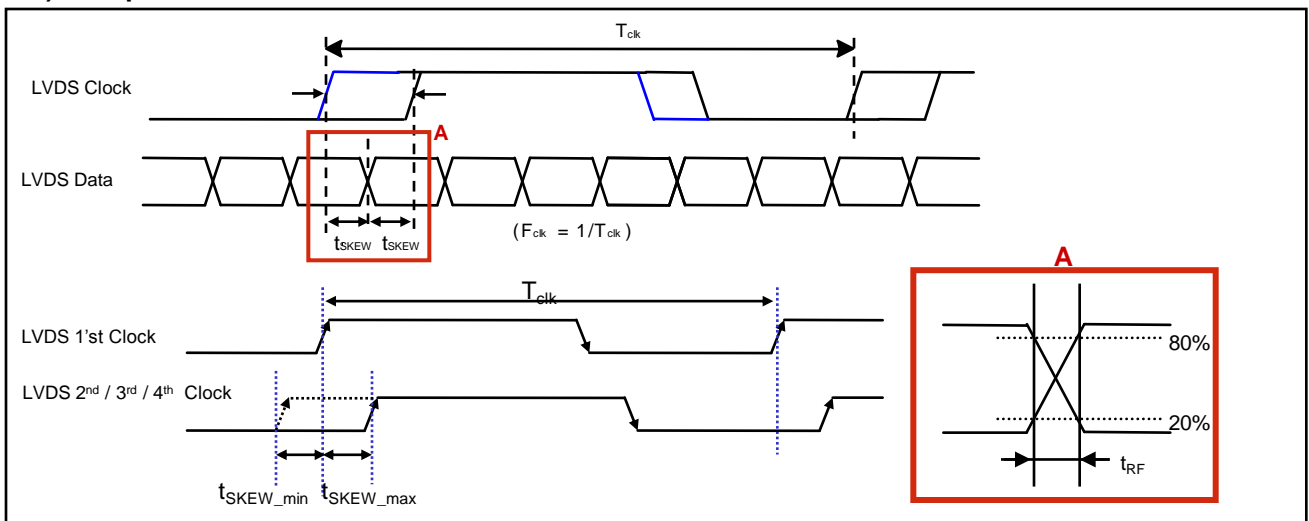 Tclk
LVDS Clock
A
LVDS Data
tSKEW tSKEW
(Fclk = 1/Tclk)
A
Tclk
LVDS 1'st Clock
80%
LVDS 2nd / 3rd / 4th Clock
20%
tRF
tSKEW_min tSKEW_max